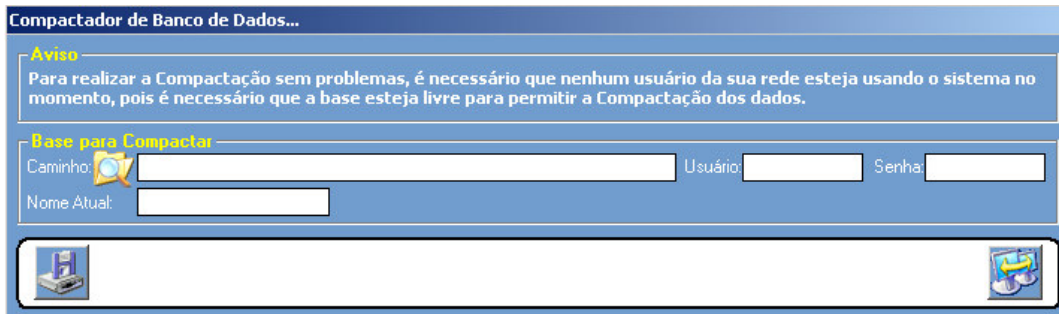 Compactador de Banco de Dados...
Aviso
Para realizar a Compactação sem problemas, é necessário que nenhum usuário da sua rede esteja usando o sistema no
momento, pois é necessário que a base esteja livre para permitir a Compactação dos dados.
Base para Compactar
Caminho: Usuário: Senha:
Nome Atual: